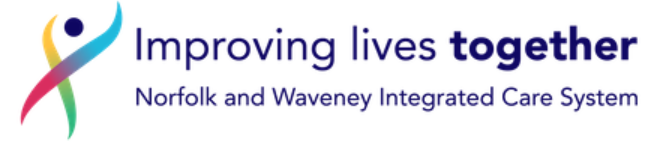 Improving lives together
Norfolk and Waveney Integrated Care System